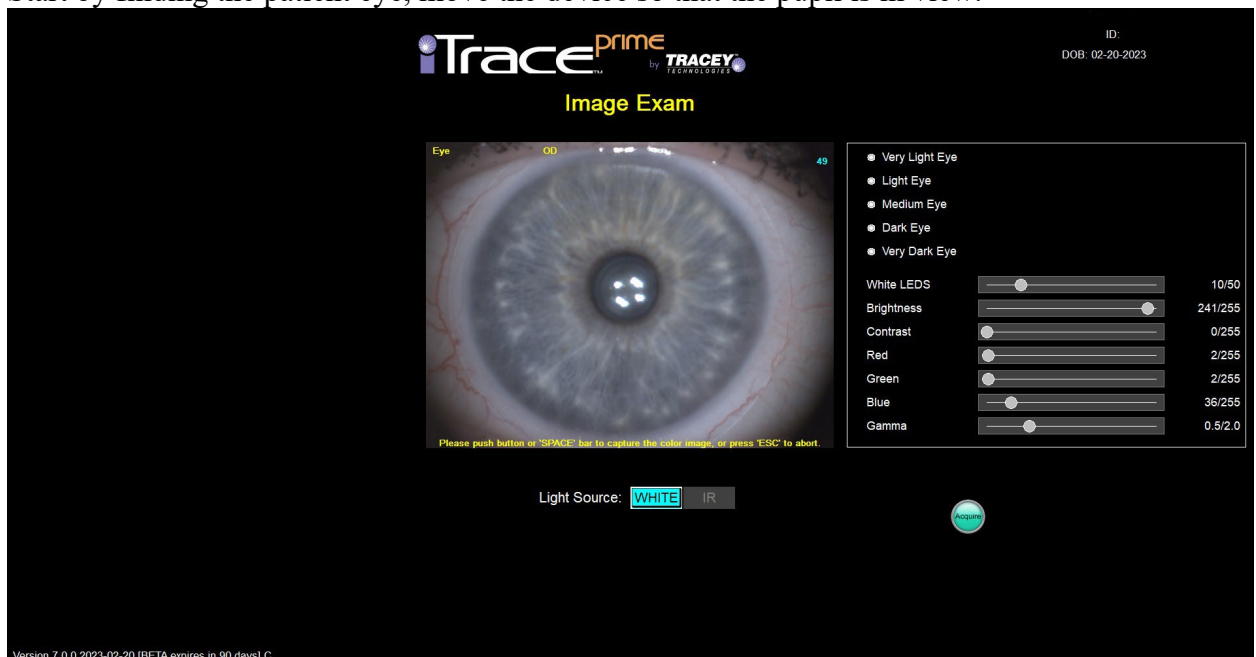 Start by finding the patient eye, move the device so that the pupil is in view.
iTrace™ prime by TRACEY TECHNOLOGIES
ID:
DOB: 02-20-2023
Image Exam
Eye OD 49
Please push button or 'SPACE' bar to capture the color image, or press 'ESC' to abort.
Very Light Eye
Light Eye
Medium Eye
Dark Eye
Very Dark Eye
White LEDS 10/50
Brightness 241/255
Contrast 0/255
Red 2/255
Green 2/255
Blue 36/255
Gamma 0.5/2.0
Light Source: WHITE IR
Acquire
Version 7.0.0 2023-02-20 [BETA expires in 90 days] C